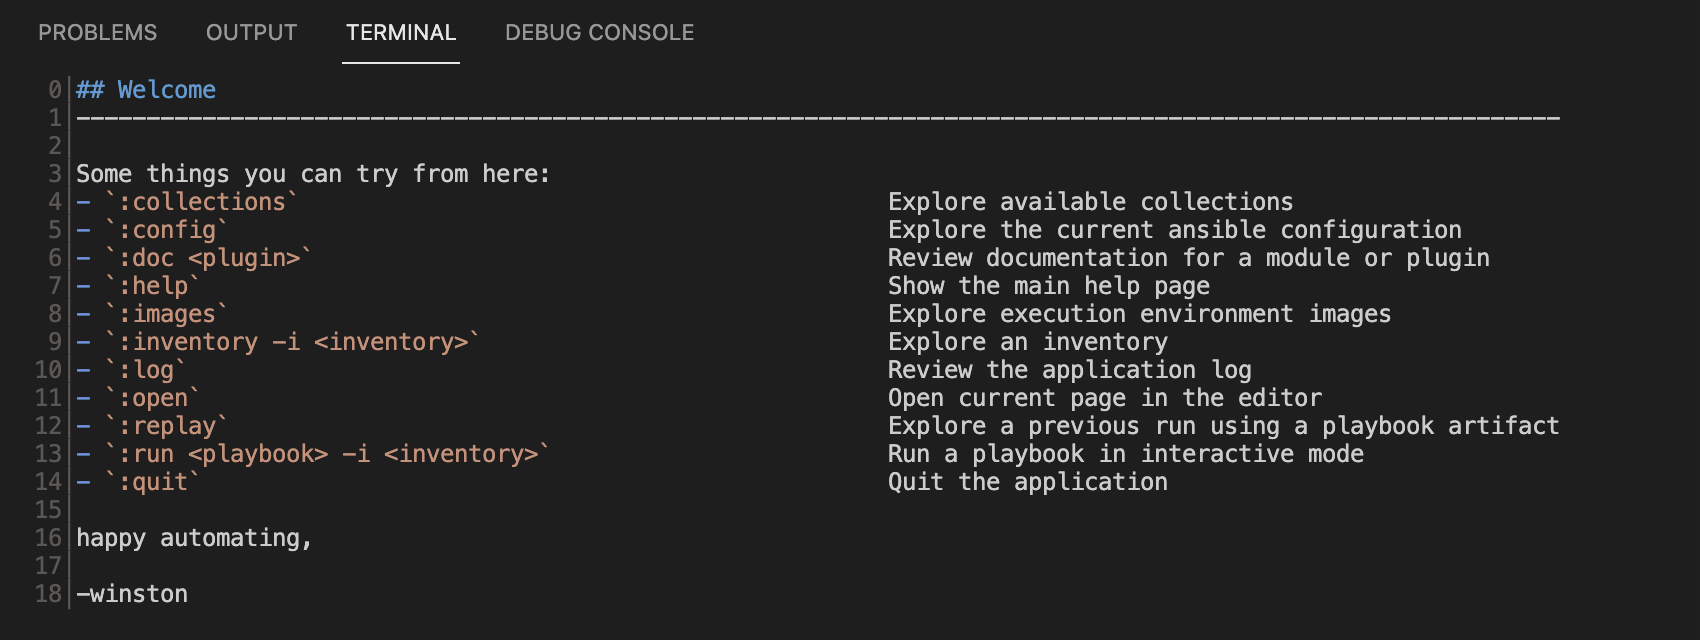 PROBLEMS OUTPUT TERMINAL DEBUG CONSOLE
0 ## Welcome
1 ----------------------------------------------------------------------------------------------------------
2
3 Some things you can try from here:
4 - `:collections` Explore available collections
5 - `:config` Explore the current ansible configuration
6 - `:doc <plugin>` Review documentation for a module or plugin
7 - `:help` Show the main help page
8 - `:images` Explore execution environment images
9 - `:inventory -i <inventory>` Explore an inventory
10 - `:log` Review the application log
11 - `:open` Open current page in the editor
12 - `:replay` Explore a previous run using a playbook artifact
13 - `:run <playbook> -i <inventory>` Run a playbook in interactive mode
14 - `:quit` Quit the application
15
16 happy automating,
17
18 -winston